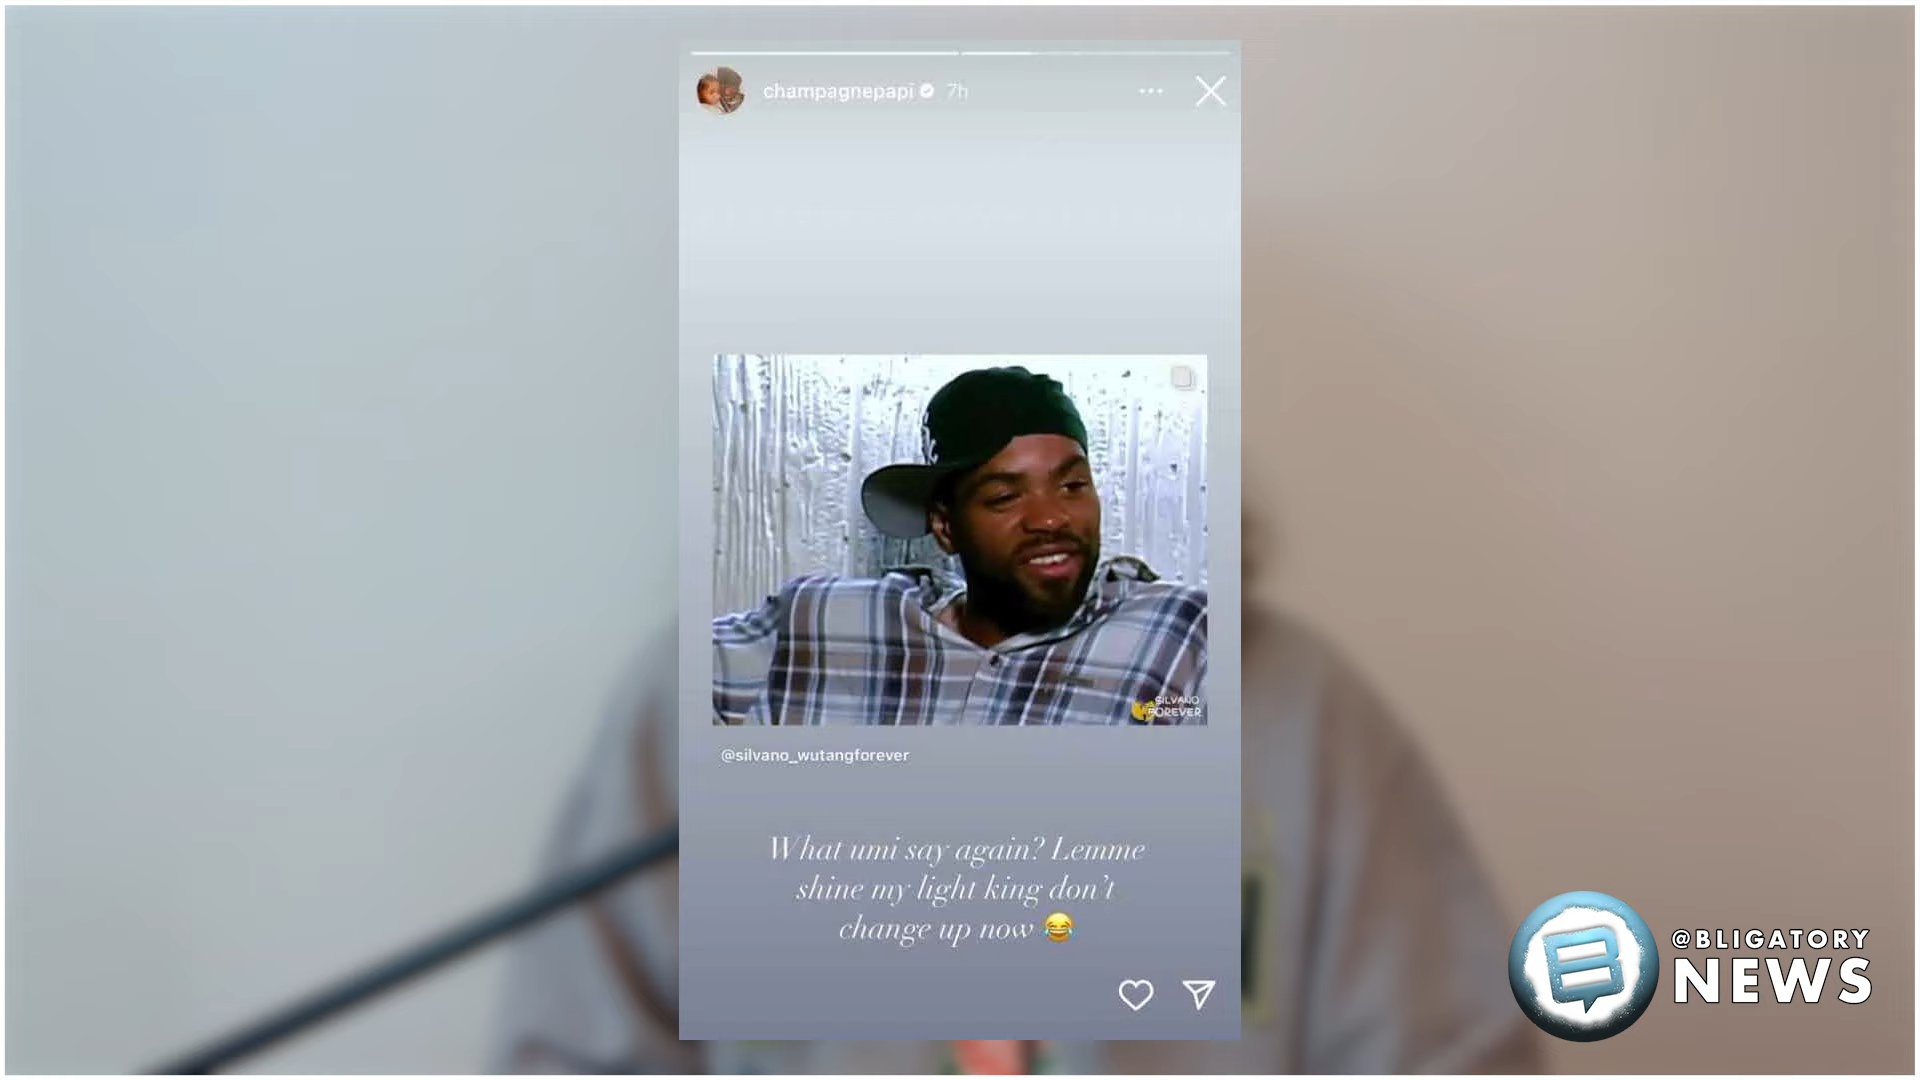 champagnepapi 7h
SILVANO
FOREVER
@silvano_wutangforever
What umi say again? Lemme
shine my light king don't
change up now 😂
@BLIGATORY
NEWS